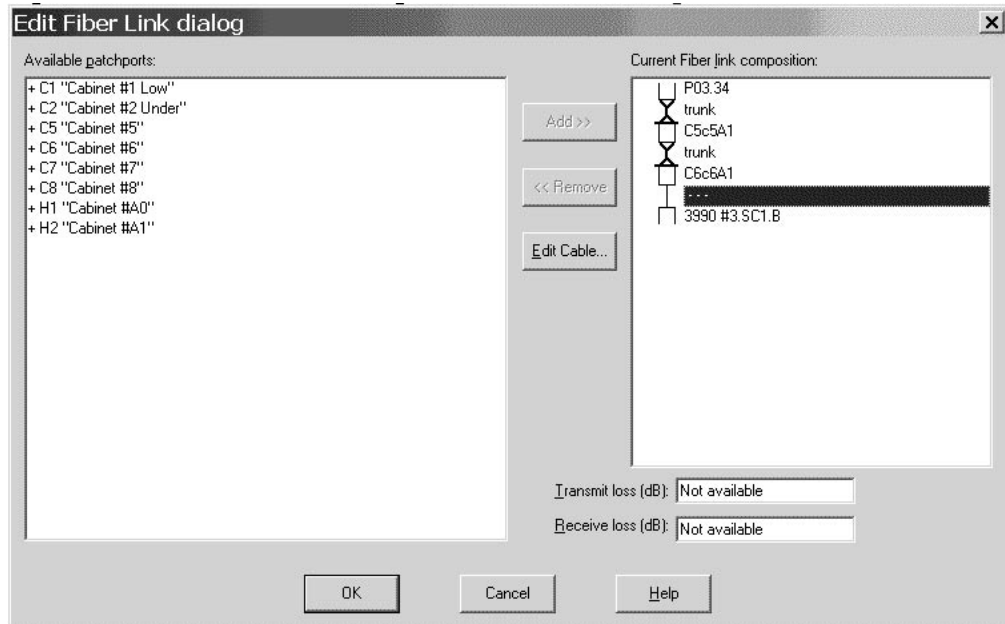 Edit Fiber Link dialog
Available patchports:
+ C1 "Cabinet #1 Low"
+ C2 "Cabinet #2 Under"
+ C5 "Cabinet #5"
+ C6 "Cabinet #6"
+ C7 "Cabinet #7"
+ C8 "Cabinet #8"
+ H1 "Cabinet #A0"
+ H2 "Cabinet #A1"
Add >>
<< Remove
Edit Cable...
Current Fiber link composition:
P03.34
trunk
C5c5A1
trunk
C6c6A1
...
3990 #3.SC1.B
Transmit loss (dB): Not available
Receive loss (dB): Not available
OK Cancel Help